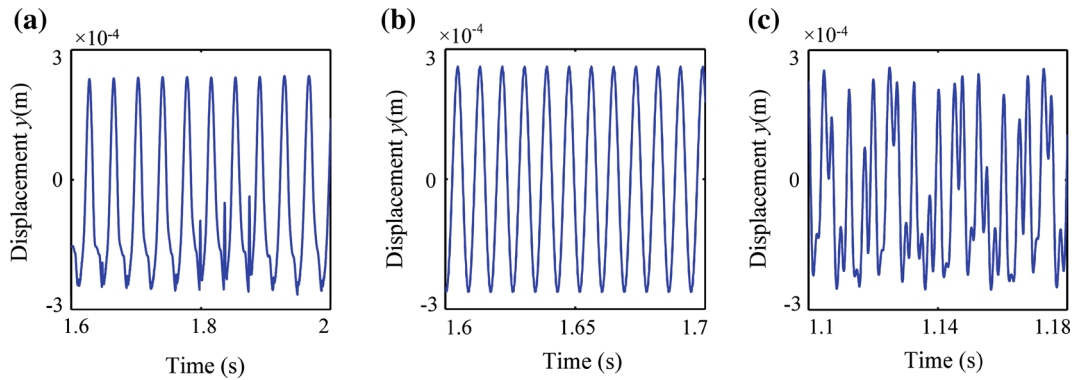 (a)
×10-4
3
0
-3
Displacement y(m)
1.6
1.8
2
Time (s)
(b)
×10-4
3
0
-3
Displacement y(m)
1.6
1.65
1.7
Time (s)
(c)
×10-4
3
0
-3
Displacement y(m)
1.1
1.14
1.18
Time (s)